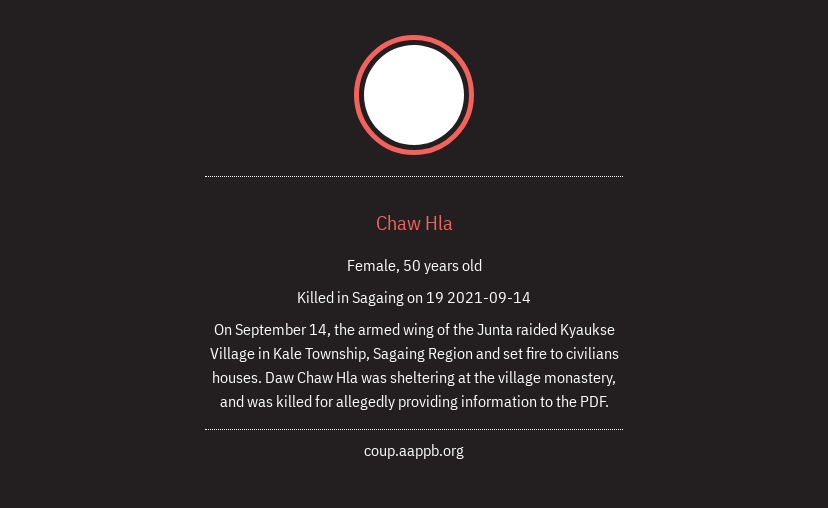 Chaw Hla
Female, 50 years old
Killed in Sagaing on 19 2021-09-14
On September 14, the armed wing of the Junta raided Kyaukse
Village in Kale Township, Sagaing Region and set fire to civilians
houses. Daw Chaw Hla was sheltering at the village monastery,
and was killed for allegedly providing information to the PDF.
coup.aappb.org